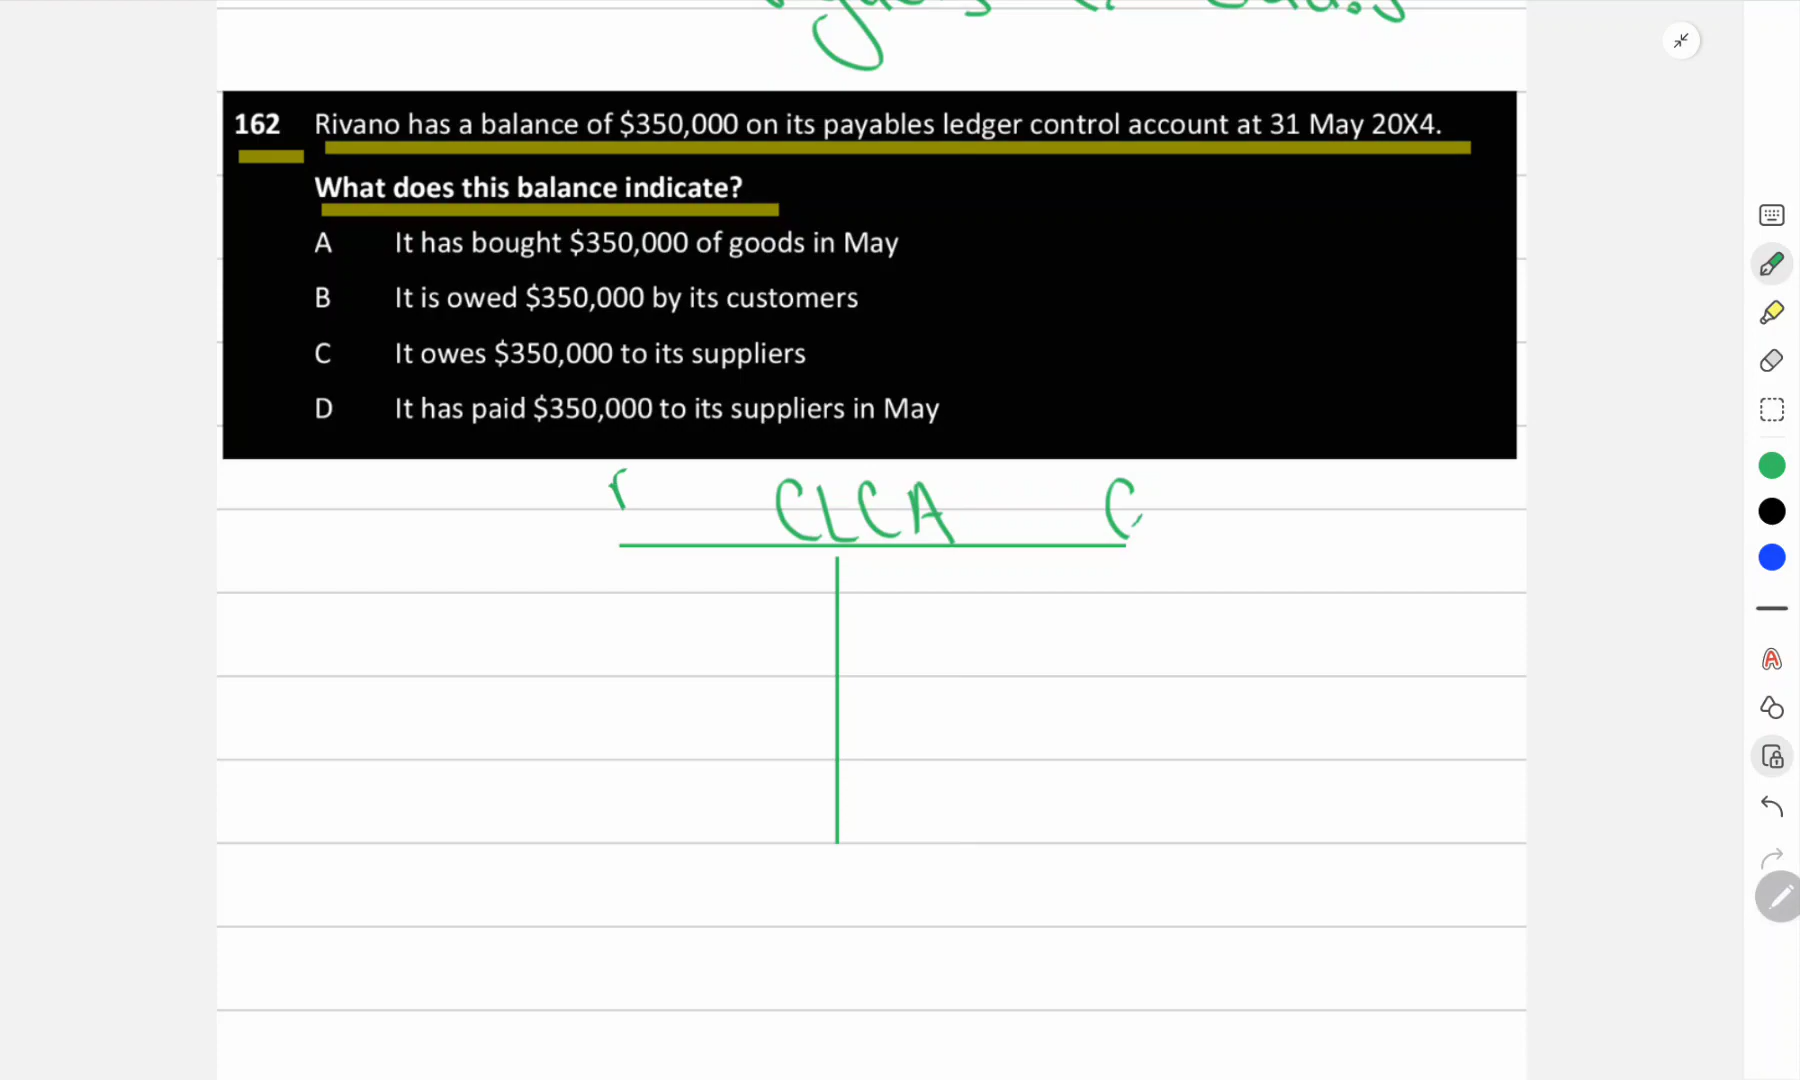 162 Rivano has a balance of $350,000 on its payables ledger control account at 31 May 20X4.
What does this balance indicate?
A It has bought $350,000 of goods in May
B It is owed $350,000 by its customers
C It owes $350,000 to its suppliers
D It has paid $350,000 to its suppliers in May
CLCA